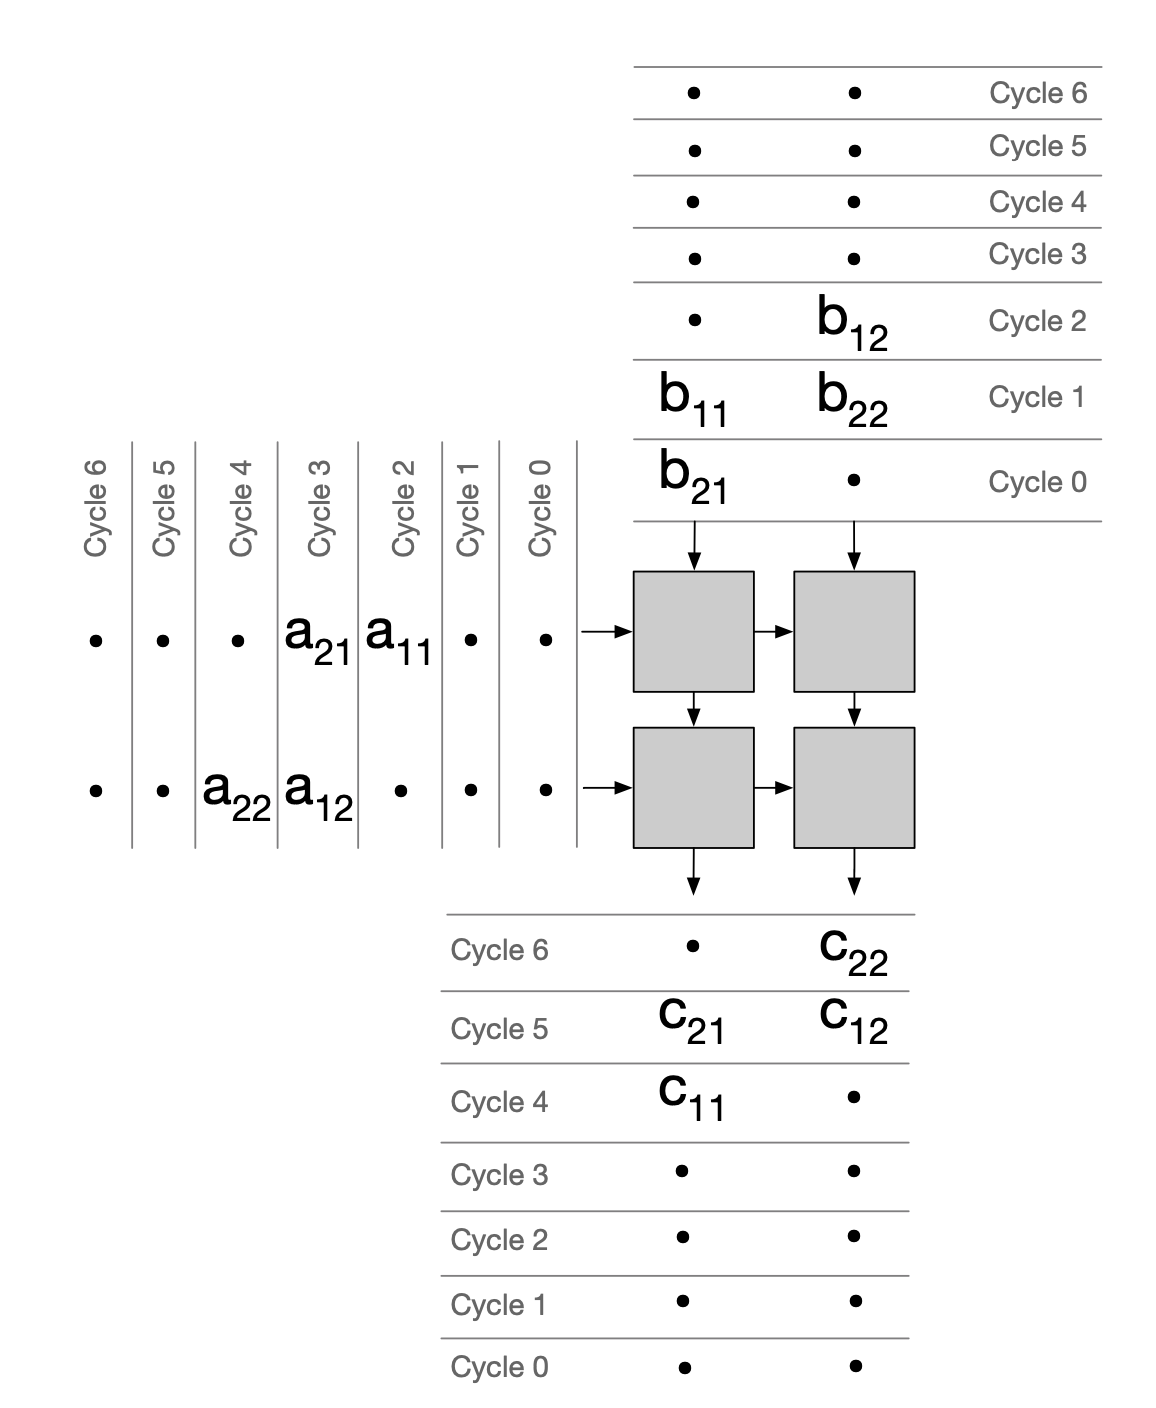 • • Cycle 6
• • Cycle 5
• • Cycle 4
• • Cycle 3
• b₁₂ Cycle 2
b₁₁ b₂₂ Cycle 1
b₂₁ • Cycle 0
Cycle 6 Cycle 5 Cycle 4 Cycle 3 Cycle 2 Cycle 1 Cycle 0
• • • a₂₁ a₁₁ • •
• • a₂₂ a₁₂ • • •
Cycle 6 • c₂₂
Cycle 5 c₂₁ c₁₂
Cycle 4 c₁₁ •
Cycle 3 • •
Cycle 2 • •
Cycle 1 • •
Cycle 0 • •